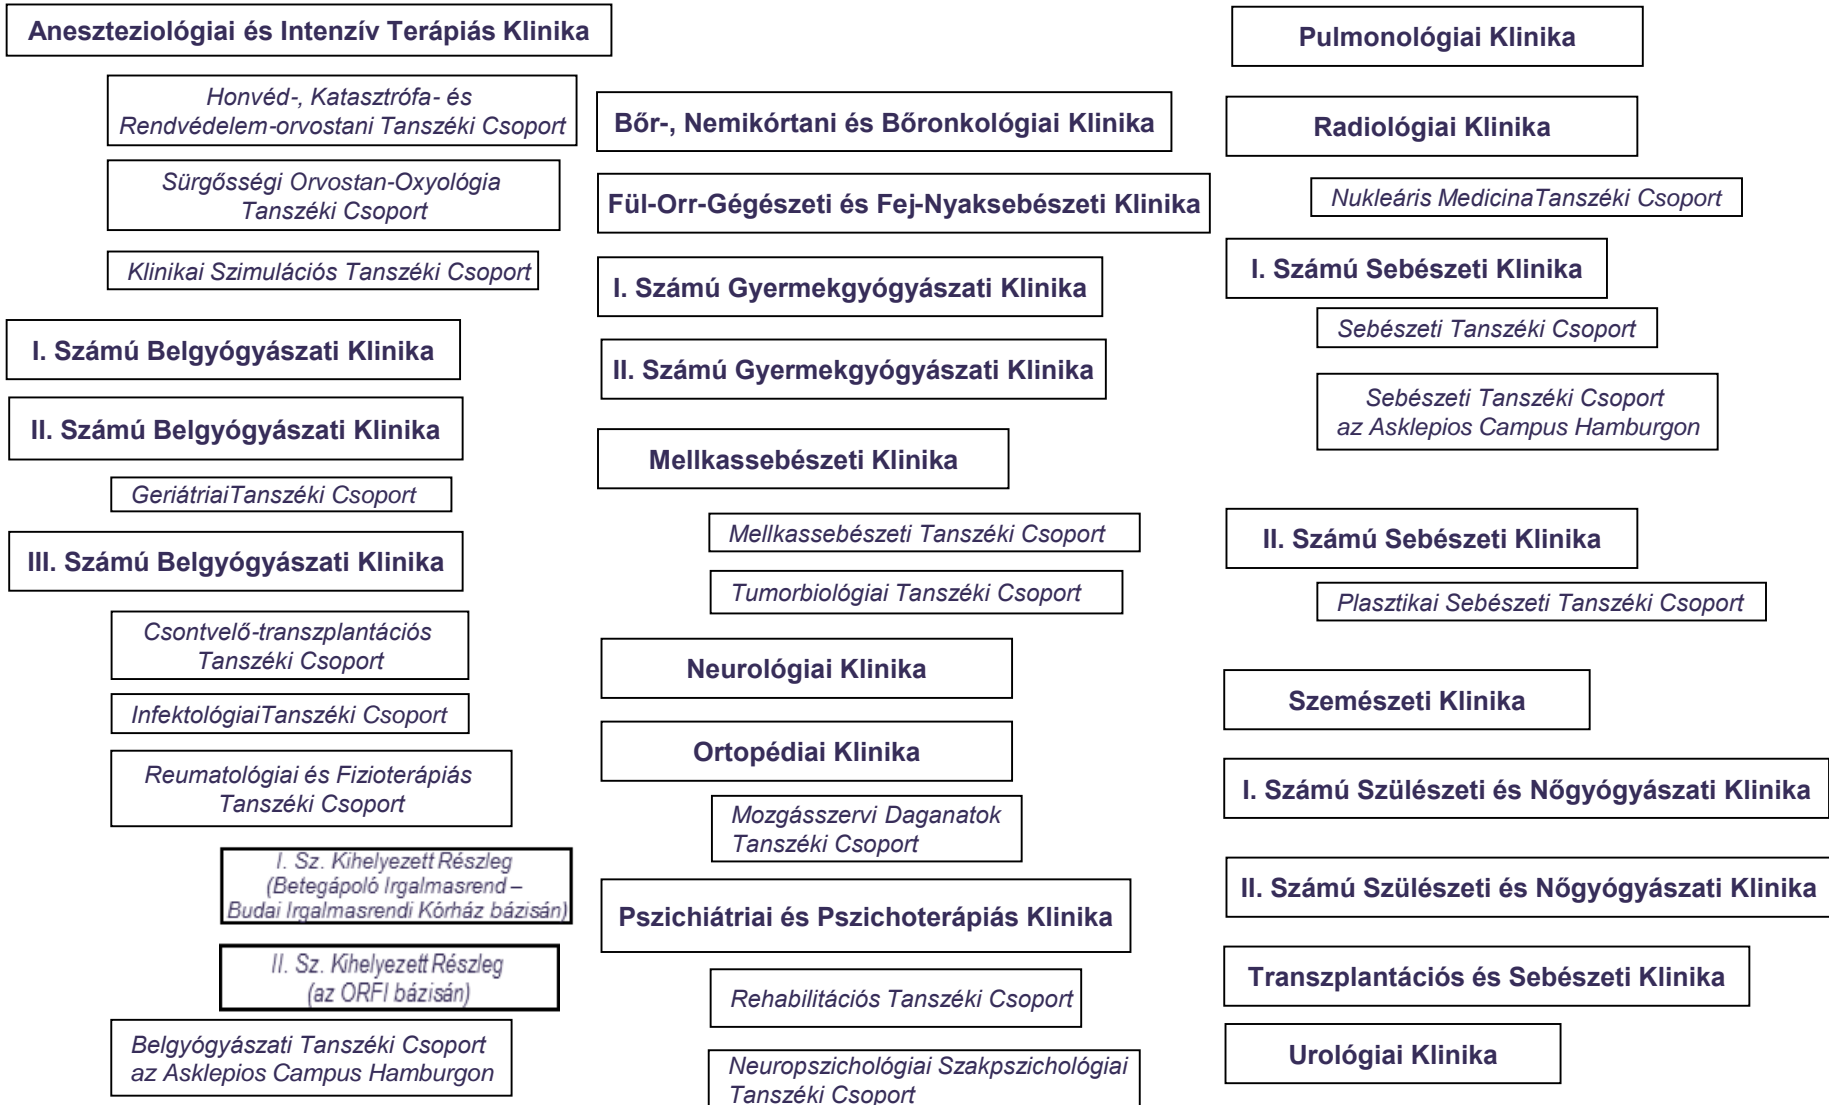 Aneszteziológiai és Intenzív Terápiás Klinika
Honvéd-, Katasztrófa- és
Rendvédelem-orvostani Tanszéki Csoport
Sürgősségi Orvostan-Oxyológia
Tanszéki Csoport
Klinikai Szimulációs Tanszéki Csoport
I. Számú Belgyógyászati Klinika
II. Számú Belgyógyászati Klinika
GeriátriaiTanszéki Csoport
III. Számú Belgyógyászati Klinika
Csontvelő-transzplantációs
Tanszéki Csoport
InfektológiaiTanszéki Csoport
Reumatológiai és Fizioterápiás
Tanszéki Csoport
I. Sz. Kihelyezett Részleg
(Betegápoló Irgalmasrend –
Budai Irgalmasrendi Kórház bázisán)
II. Sz. Kihelyezett Részleg
(az ORFI bázisán)
Belgyógyászati Tanszéki Csoport
az Asklepios Campus Hamburgon
Bőr-, Nemikórtani és Bőronkológiai Klinika
Fül-Orr-Gégészeti és Fej-Nyaksebészeti Klinika
I. Számú Gyermekgyógyászati Klinika
II. Számú Gyermekgyógyászati Klinika
Mellkassebészeti Klinika
Mellkassebészeti Tanszéki Csoport
Tumorbiológiai Tanszéki Csoport
Neurológiai Klinika
Ortopédiai Klinika
Mozgásszervi Daganatok
Tanszéki Csoport
Pszichiátriai és Pszichoterápiás Klinika
Rehabilitációs Tanszéki Csoport
Neuropszichológiai Szakpszichológiai
Tanszéki Csoport
Pulmonológiai Klinika
Radiológiai Klinika
Nukleáris MedicinaTanszéki Csoport
I. Számú Sebészeti Klinika
Sebészeti Tanszéki Csoport
Sebészeti Tanszéki Csoport
az Asklepios Campus Hamburgon
II. Számú Sebészeti Klinika
Plasztikai Sebészeti Tanszéki Csoport
Szemészeti Klinika
I. Számú Szülészeti és Nőgyógyászati Klinika
II. Számú Szülészeti és Nőgyógyászati Klinika
Transzplantációs és Sebészeti Klinika
Urológiai Klinika